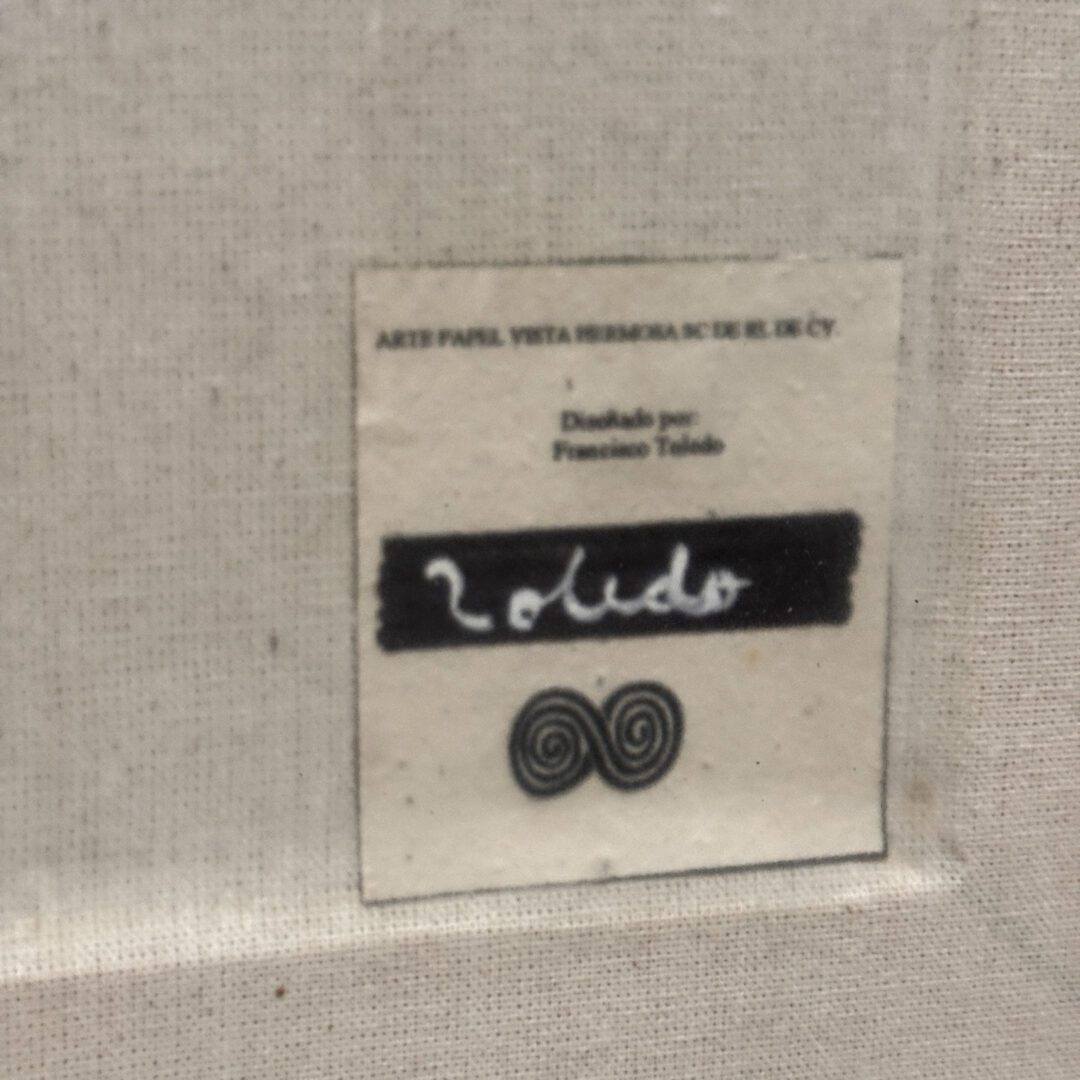 ARTE PAPEL VISTA HERMOSA SC DE RL DE CV
Diseñado por:
Francisco Toledo
Toledo